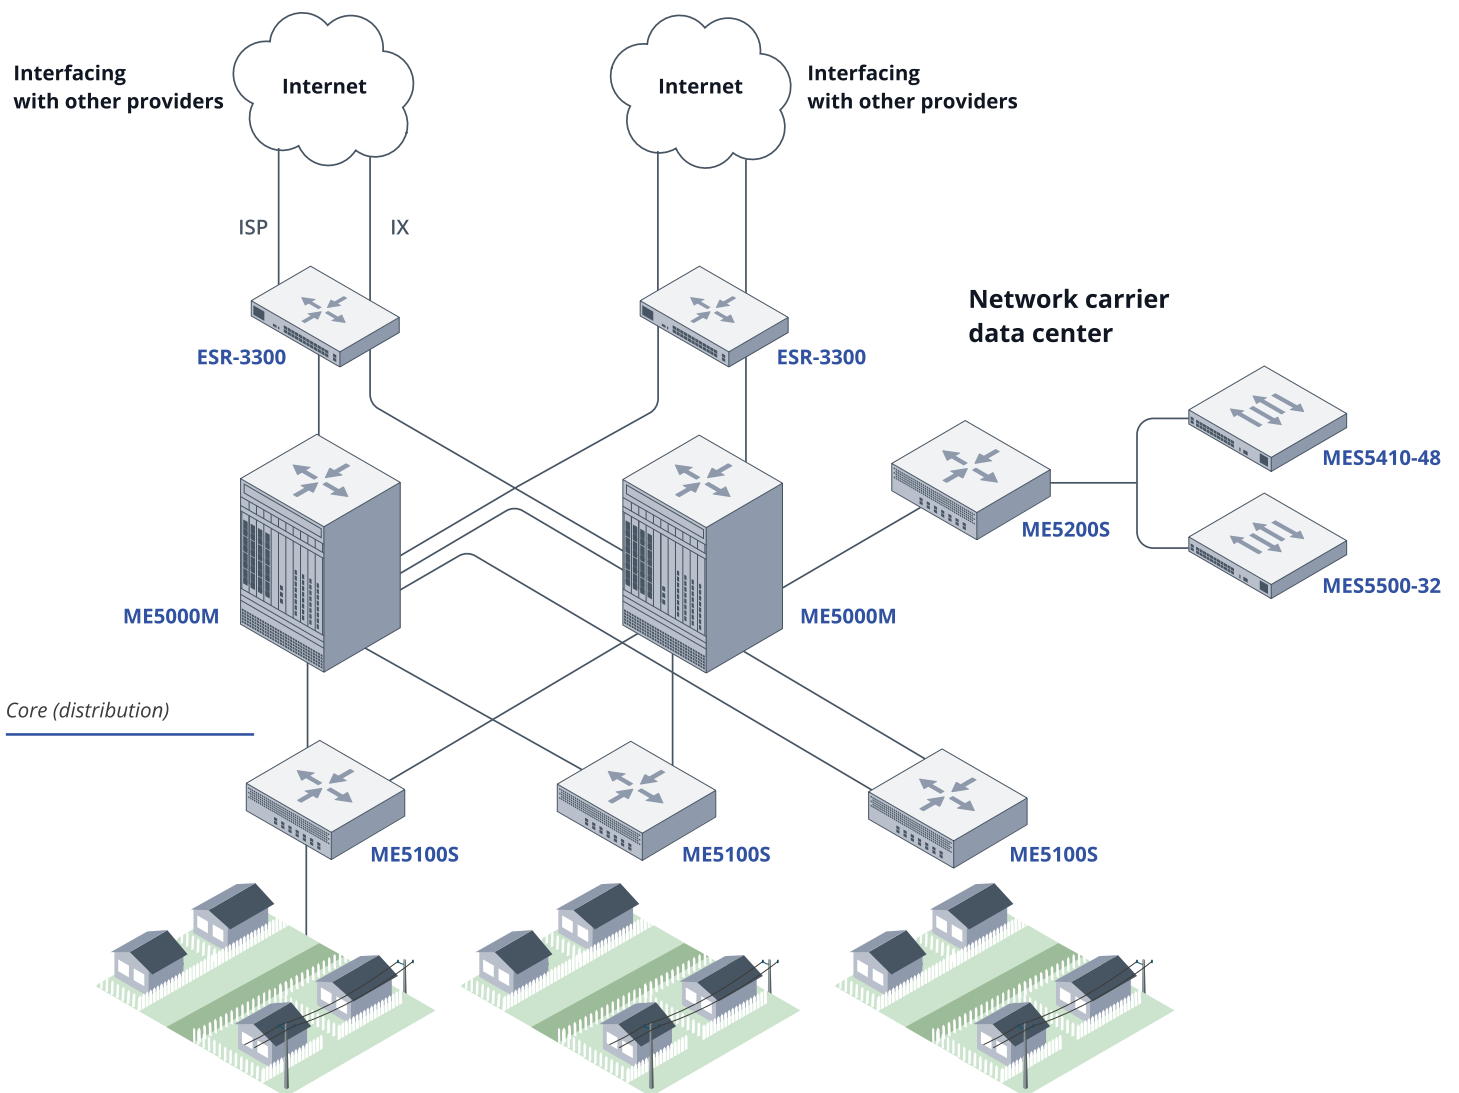 Interfacing
with other providers
Internet
Internet
Interfacing
with other providers
ISP
IX
Network carrier
data center
ESR-3300
ESR-3300
MES5410-48
ME5200S
MES5500-32
ME5000M
ME5000M
Core (distribution)
ME5100S
ME5100S
ME5100S